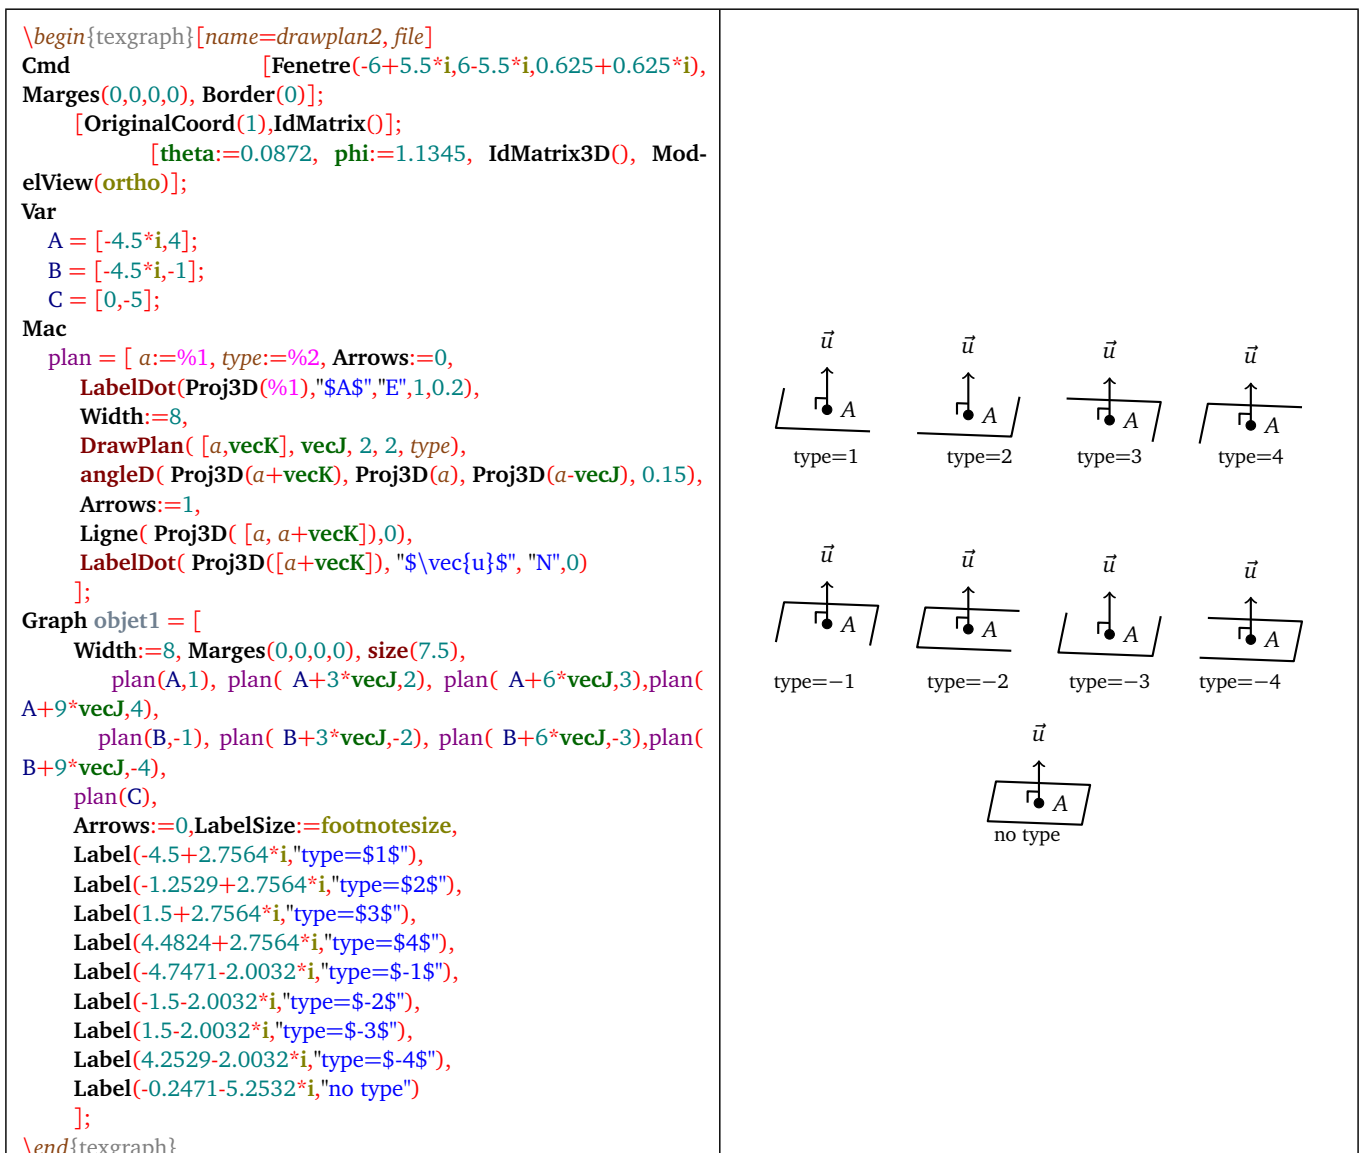 \begin{texgraph}[name=drawplan2, file]
Cmd [Fenetre(-6+5.5*i,6-5.5*i,0.625+0.625*i),
Marges(0,0,0,0), Border(0)];
[OriginalCoord(1),IdMatrix()];
[theta:=0.0872, phi:=1.1345, IdMatrix3D(), Mod-
elView(ortho)];
Var
A = [-4.5*i,4];
B = [-4.5*i,-1];
C = [0,-5];
Mac
plan = [ a:=%1, type:=%2, Arrows:=0,
LabelDot(Proj3D(%1),"$A$","E",1,0.2),
Width:=8,
DrawPlan( [a,vecK], vecJ, 2, 2, type),
angleD( Proj3D(a+vecK), Proj3D(a), Proj3D(a-vecJ), 0.15),
Arrows:=1,
Ligne( Proj3D( [a, a+vecK]),0),
LabelDot( Proj3D([a+vecK]), "$\vec{u}$", "N",0)
];
Graph objet1 = [
Width:=8, Marges(0,0,0,0), size(7.5),
plan(A,1), plan( A+3*vecJ,2), plan( A+6*vecJ,3),plan(
A+9*vecJ,4),
plan(B,-1), plan( B+3*vecJ,-2), plan( B+6*vecJ,-3),plan(
B+9*vecJ,-4),
plan(C),
Arrows:=0,LabelSize:=footnotesize,
Label(-4.5+2.7564*i,"type=$1$"),
Label(-1.2529+2.7564*i,"type=$2$"),
Label(1.5+2.7564*i,"type=$3$"),
Label(4.4824+2.7564*i,"type=$4$"),
Label(-4.7471-2.0032*i,"type=$-1$"),
Label(-1.5-2.0032*i,"type=$-2$"),
Label(1.5-2.0032*i,"type=$-3$"),
Label(4.2529-2.0032*i,"type=$-4$"),
Label(-0.2471-5.2532*i,"no type")
];
\end{texgraph}
u⃗ u⃗ u⃗ u⃗
A A A A
type=1 type=2 type=3 type=4
u⃗ u⃗ u⃗ u⃗
A A A A
type=−1 type=−2 type=−3 type=−4
u⃗
A
no type